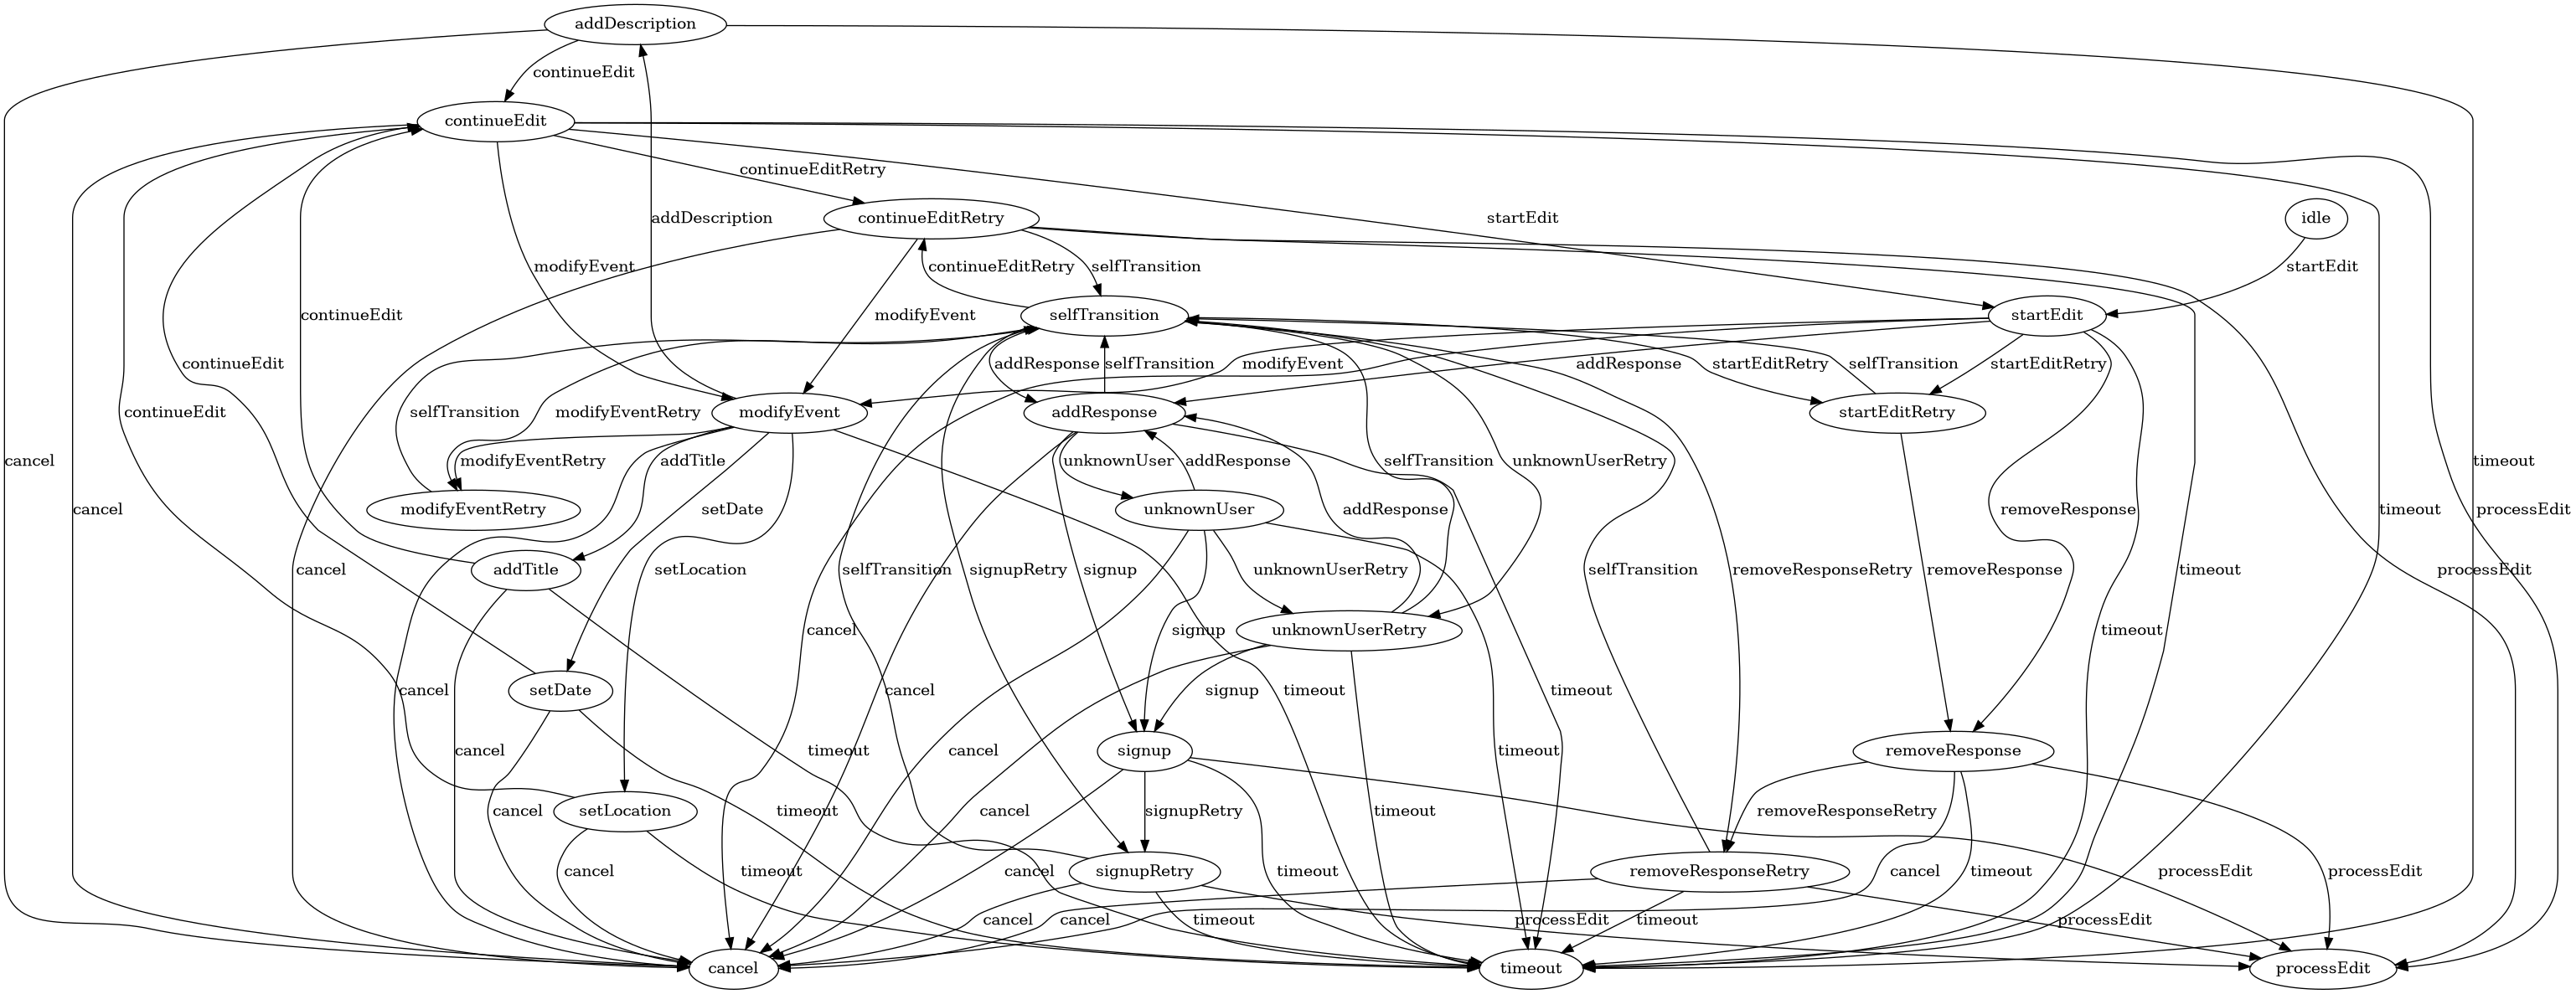 addDescription
continueEdit
continueEdit
continueEditRetry
continueEditRetry
startEdit
idle
addDescription
modifyEvent
continueEditRetry
selfTransition
startEdit
continueEdit
modifyEvent
selfTransition
startEdit
continueEdit
addResponse
selfTransition
modifyEvent
addResponse
startEditRetry
selfTransition
startEditRetry
continueEdit
selfTransition
modifyEventRetry
modifyEvent
addResponse
startEditRetry
cancel
modifyEventRetry
addTitle
unknownUser
addResponse
selfTransition
unknownUserRetry
timeout
cancel
modifyEventRetry
setDate
unknownUser
addResponse
removeResponse
timeout
processEdit
cancel
addTitle
setLocation
selfTransition
signupRetry
signup
unknownUserRetry
selfTransition
removeResponseRetry
removeResponse
timeout
processEdit
cancel
signup
unknownUserRetry
timeout
cancel
setDate
cancel
signup
timeout
timeout
cancel
timeout
cancel
signup
timeout
removeResponse
cancel
timeout
setLocation
cancel
signupRetry
timeout
removeResponseRetry
cancel
timeout
cancel
signupRetry
timeout
removeResponseRetry
cancel
timeout
processEdit
processEdit
cancel
cancel
timeout
processEdit
timeout
processEdit
cancel
timeout
processEdit